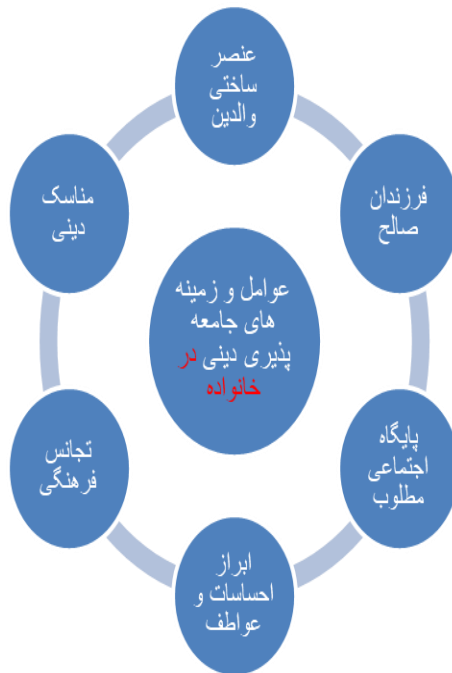 عنصر
ساختی
والدین
فرزندان
صالح
پایگاه
اجتماعی
مطلوب
ابراز
احساسات و
عواطف
تجانس
فرهنگی
مناسک
دینی
عوامل و زمینه
های جامعه
پذیری دینی در
خانواده